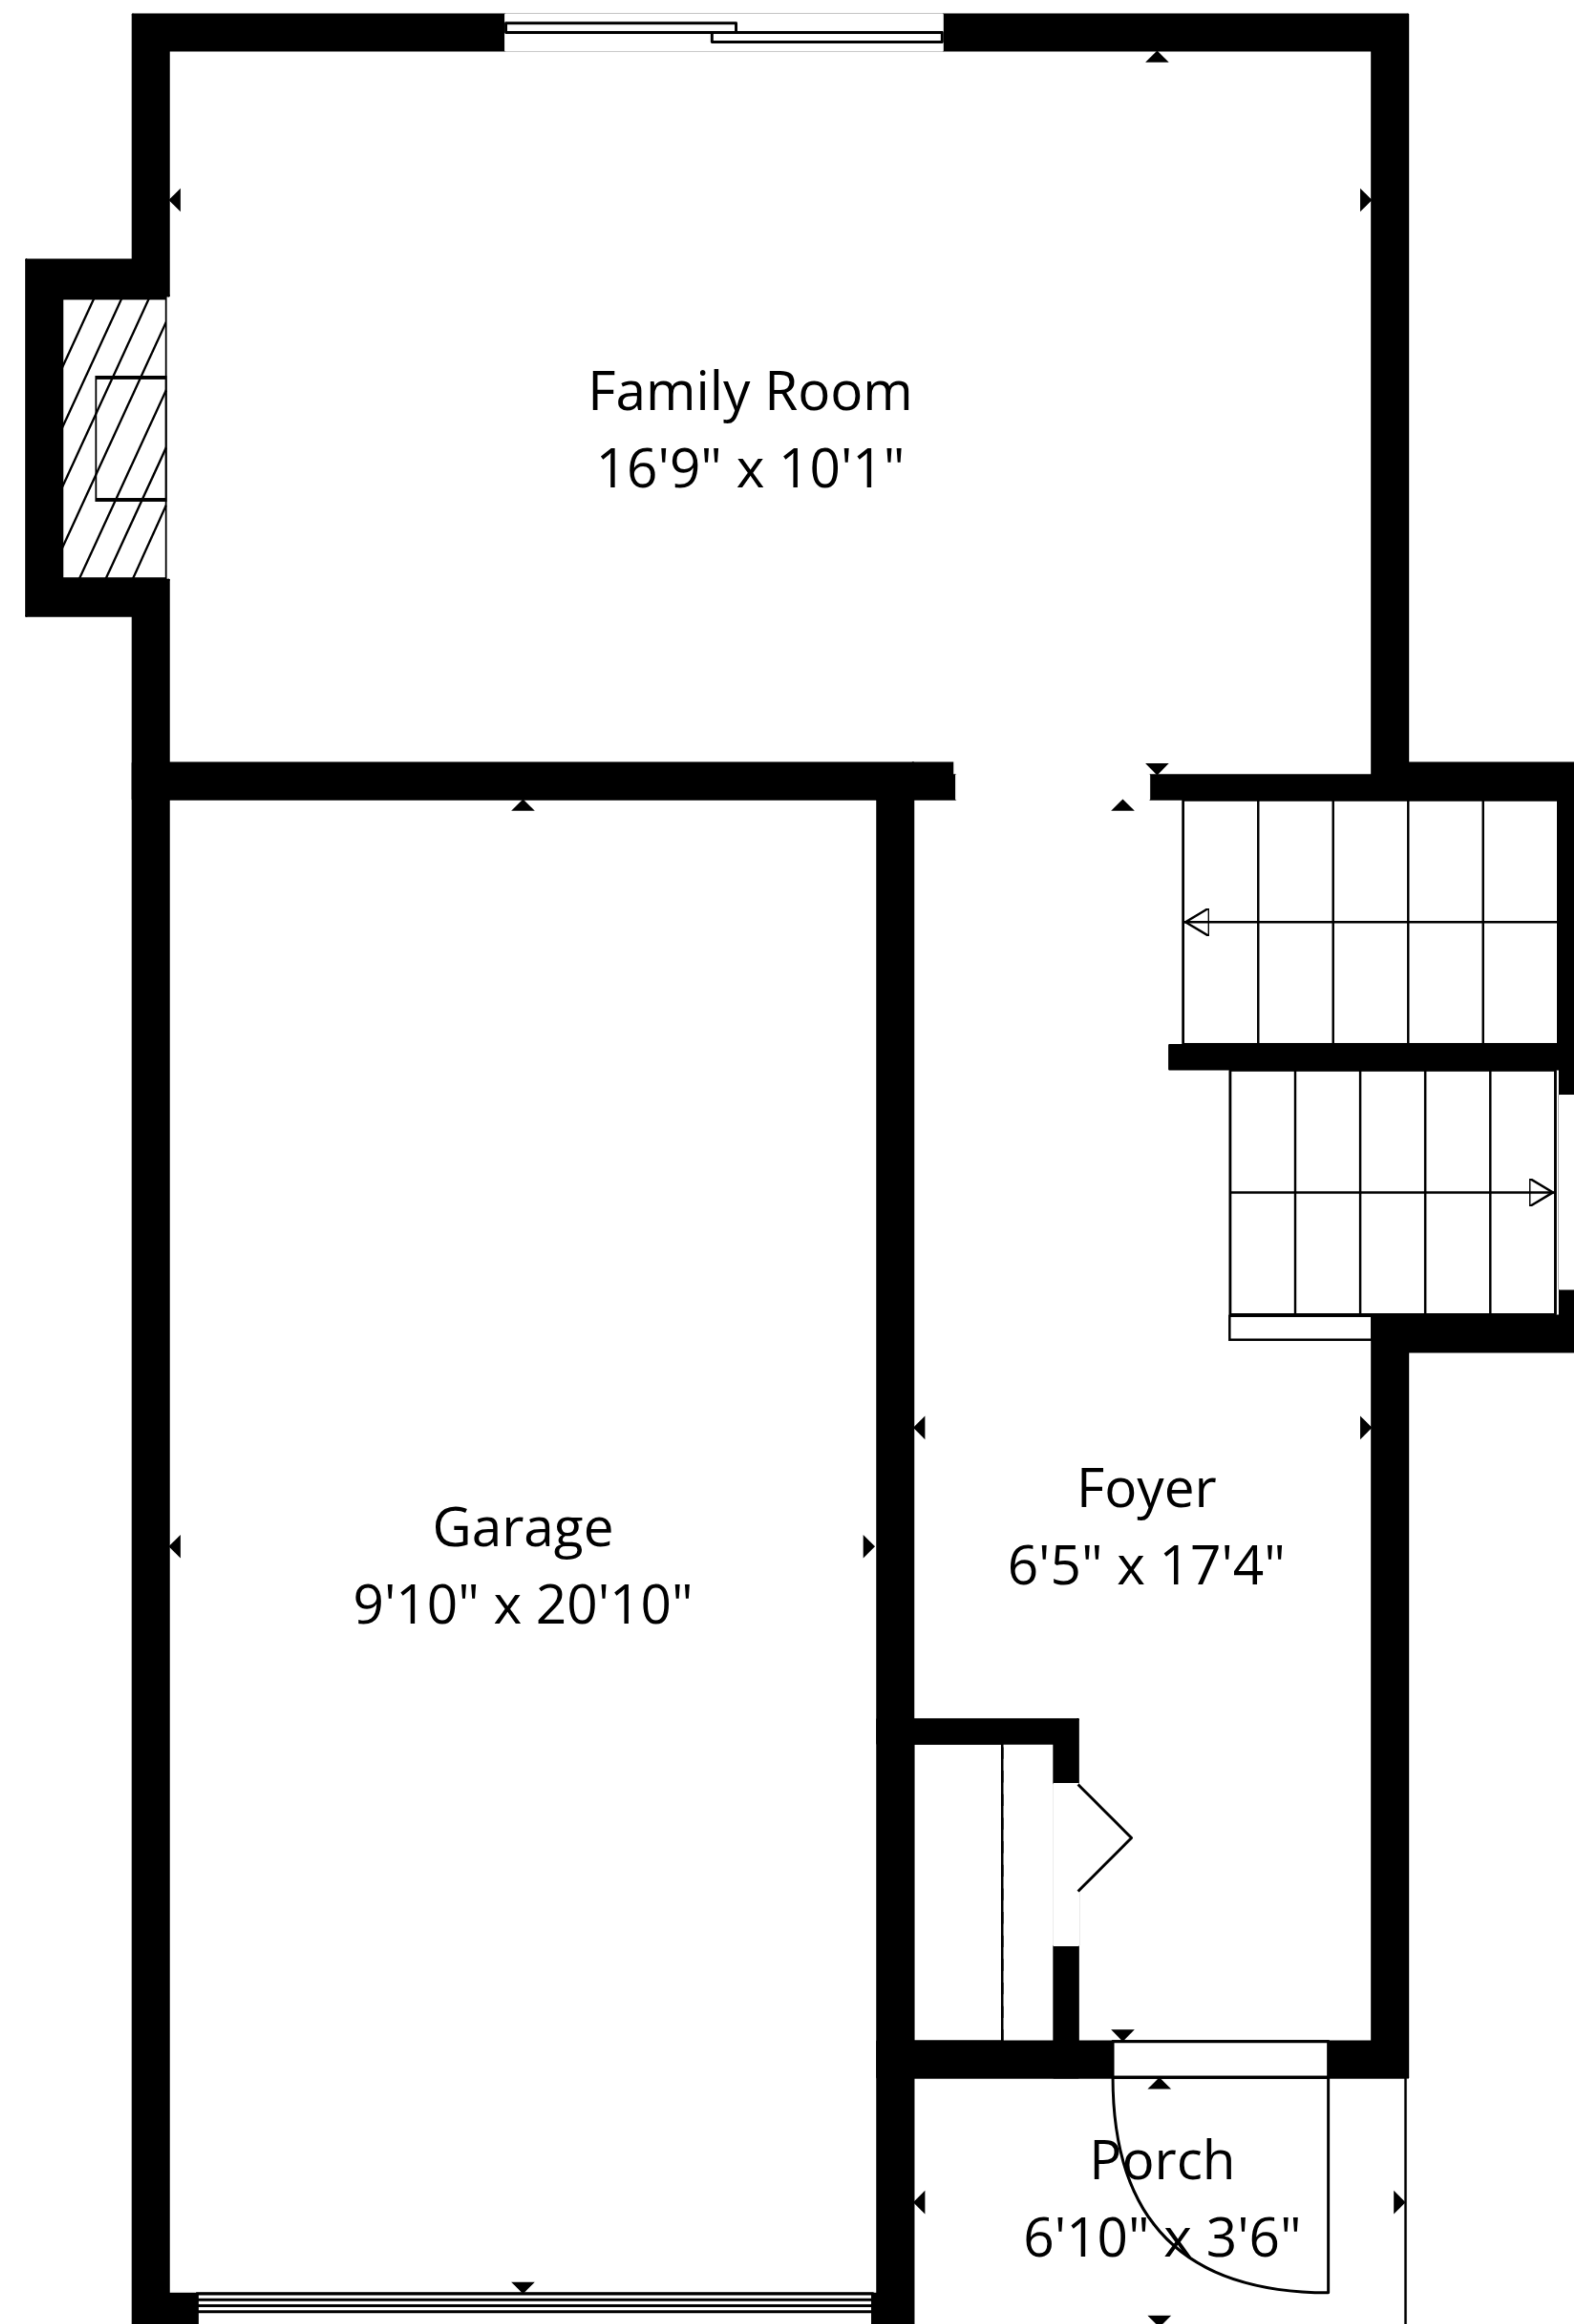 Family Room
16'9" x 10'1"
Foyer
6'5" x 17'4"
Garage
9'10" x 20'10"
Porch
6'10" x 3'6"